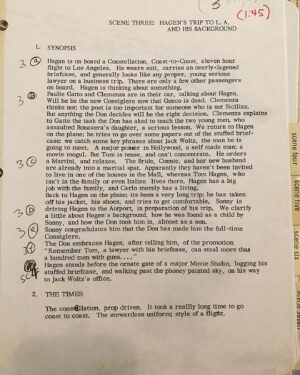 3 (1:45)
SCENE THREE: HAGEN'S TRIP TO L. A.
AND HIS BACKGROUND
1. SYNOPSIS
3 A Hagen is on board a Constellation, Coast-to-Coast, eleven hour
flight to Los Angeles. He wears suit, carries an overly-lagened
briefcase, and generally looks like any proper, serious young
lawyer on a business trip. There are only a few other passengers
on board. Hagen is thinking of something.
3 B Paulie Gatto and Clemenza are in their car, talking about Hagen.
Will he be the new Consigliere now that Genco is dead. Clemenza
thinks not; the post is too important for someone who is not Sicilian.
But anything the Don decides will be the right decision. Clemenza explains
to Gatto the task the Don has about to teach the two young men, who
assaulted Bonasera's daughter, a serious lesson. We return to Hagen
on the plane; he tries to go over some papers out of the stuffed brief-
case; we catch some key phrases about Jack Woltz, the man he is
going to meet. A major power in Hollywood, a self made man; a
movie mogul. But Tom is tense, and can't concentrate. He orders
3 C a Martini, and relaxes. The Bride, Connie, and her new husband
are already into a marital spat. Apparently they haven't been invited
to live in one of the houses in the Mall, whereas Tom Hagen, who
isn't in the family or even Italian, lives there. Hagen has a big
job with the family, and Carlo merely has a living.
Back to Hagen on the plane; its been a very long trip; he has taken
off his jacket, his shoes, and tries to get comfortable. Sonny is
driving Hagen to the Airport, in preparation of his trip. We clarify
3 D a little about Hagen's background, how he was found as a child by
Sonny, and how the Don took him in, almost as a son.
3 E Sonny congratulates him that the Don has made him the full-time
Consigliere.
3 F The Don embraces Hagen, after telling him, of the promotion:
"Remember Tom, a lawyer with his briefcase, can steal more than
a hundred men with guns...."
Hagen stands before the ornate gate of a major Movie Studio, lugging his
stuffed briefcase, and walking past the phoney painted sky, on his way
to Jack Woltz's office.
2. THE TIMES:
The constellation, prop driven. It took a reallly long time to go
coast to coast. The stewardess uniform; style of a flight.